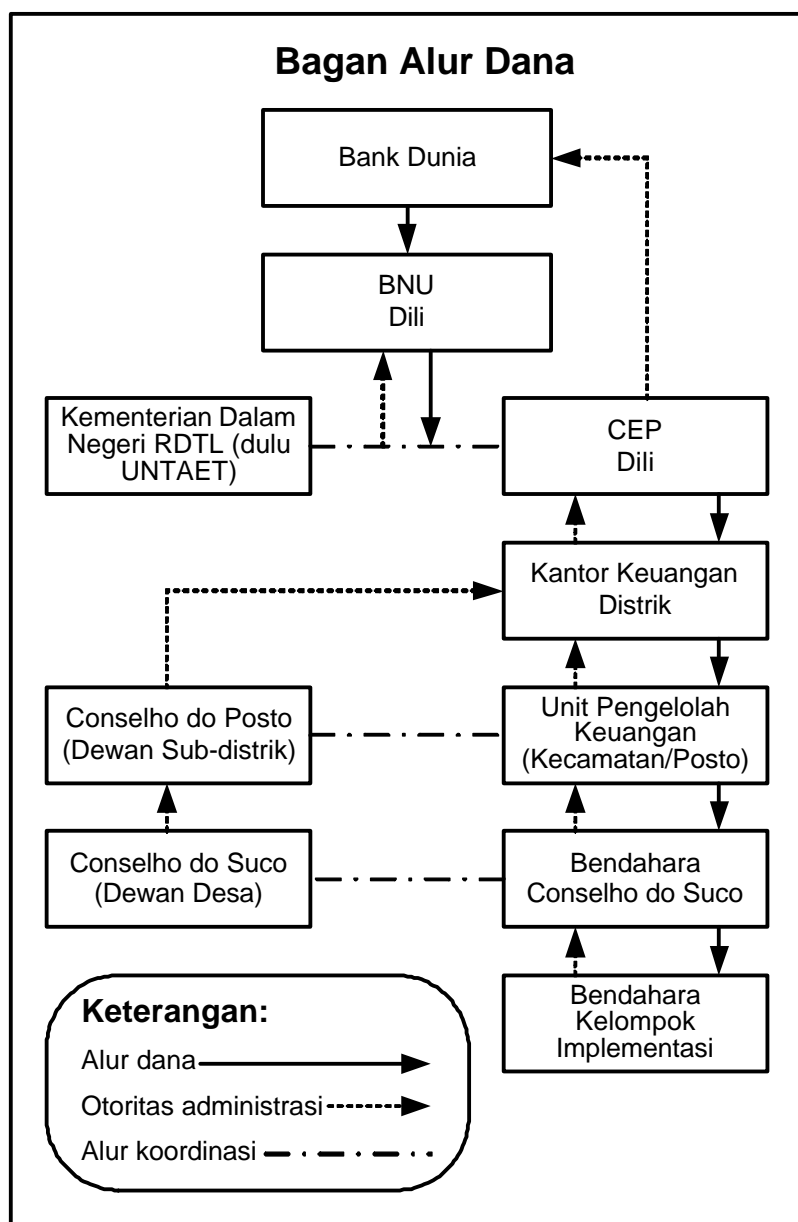 Bagan Alur Dana
Bank Dunia
BNU
Dili
Kementerian Dalam
Negeri RDTL (dulu
UNTAET)
CEP
Dili
Kantor Keuangan
Distrik
Conselho do Posto
(Dewan Sub-distrik)
Unit Pengelolah
Keuangan
(Kecamatan/Posto)
Conselho do Suco
(Dewan Desa)
Bendahara
Conselho do Suco
Bendahara
Kelompok
Implementasi
Keterangan:
Alur dana
Otoritas administrasi
Alur koordinasi